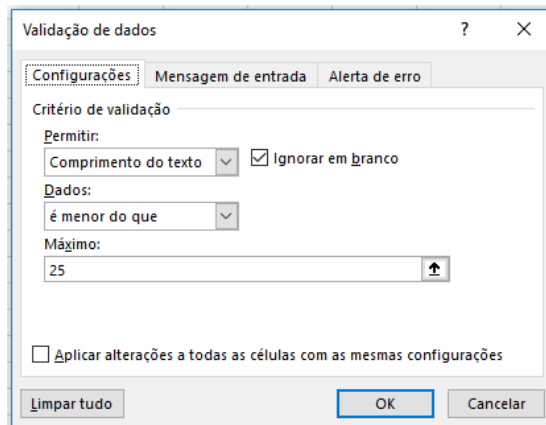 Validação de dados ? ×
Configurações Mensagem de entrada Alerta de erro
Critério de validação
Permitir:
Comprimento do texto Ignorar em branco
Dados:
é menor do que
Máximo:
25
Aplicar alterações a todas as células com as mesmas configurações
Limpar tudo OK Cancelar